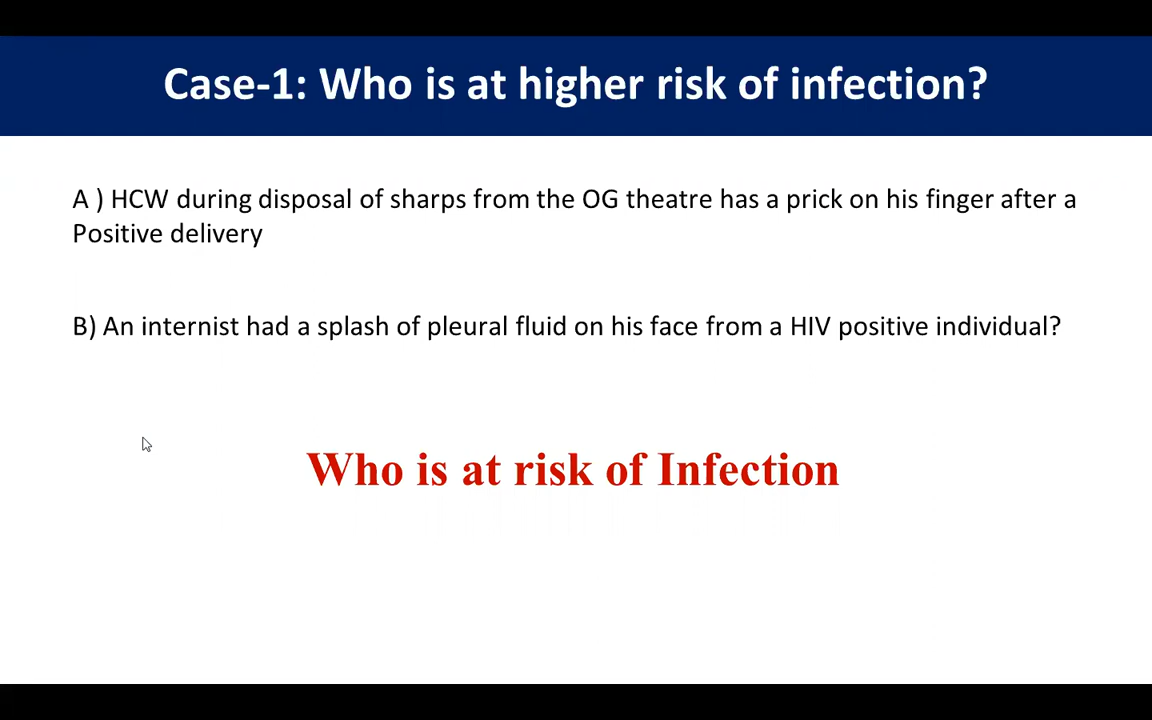 Case-1: Who is at higher risk of infection?
A ) HCW during disposal of sharps from the OG theatre has a prick on his finger after a
Positive delivery
B) An internist had a splash of pleural fluid on his face from a HIV positive individual?
Who is at risk of Infection